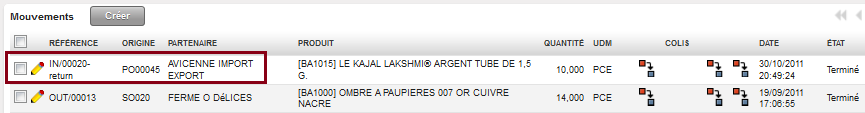 Mouvements Créer
RÉFÉRENCE ORIGINE PARTENAIRE PRODUIT QUANTITÉ UDM COLIS DATE ÉTAT
IN/00020-return PO00045 AVICENNE IMPORT EXPORT [BA1015] LE KAJAL LAKSHMI® ARGENT TUBE DE 1,5 G. 10,000 PCE 30/10/2011 20:49:24 Terminé
OUT/00013 SO020 FERME O DéLICES [BA1000] OMBRE A PAUPIERES 007 OR CUIVRE NACRE 14,000 PCE 19/09/2011 17:06:55 Terminé